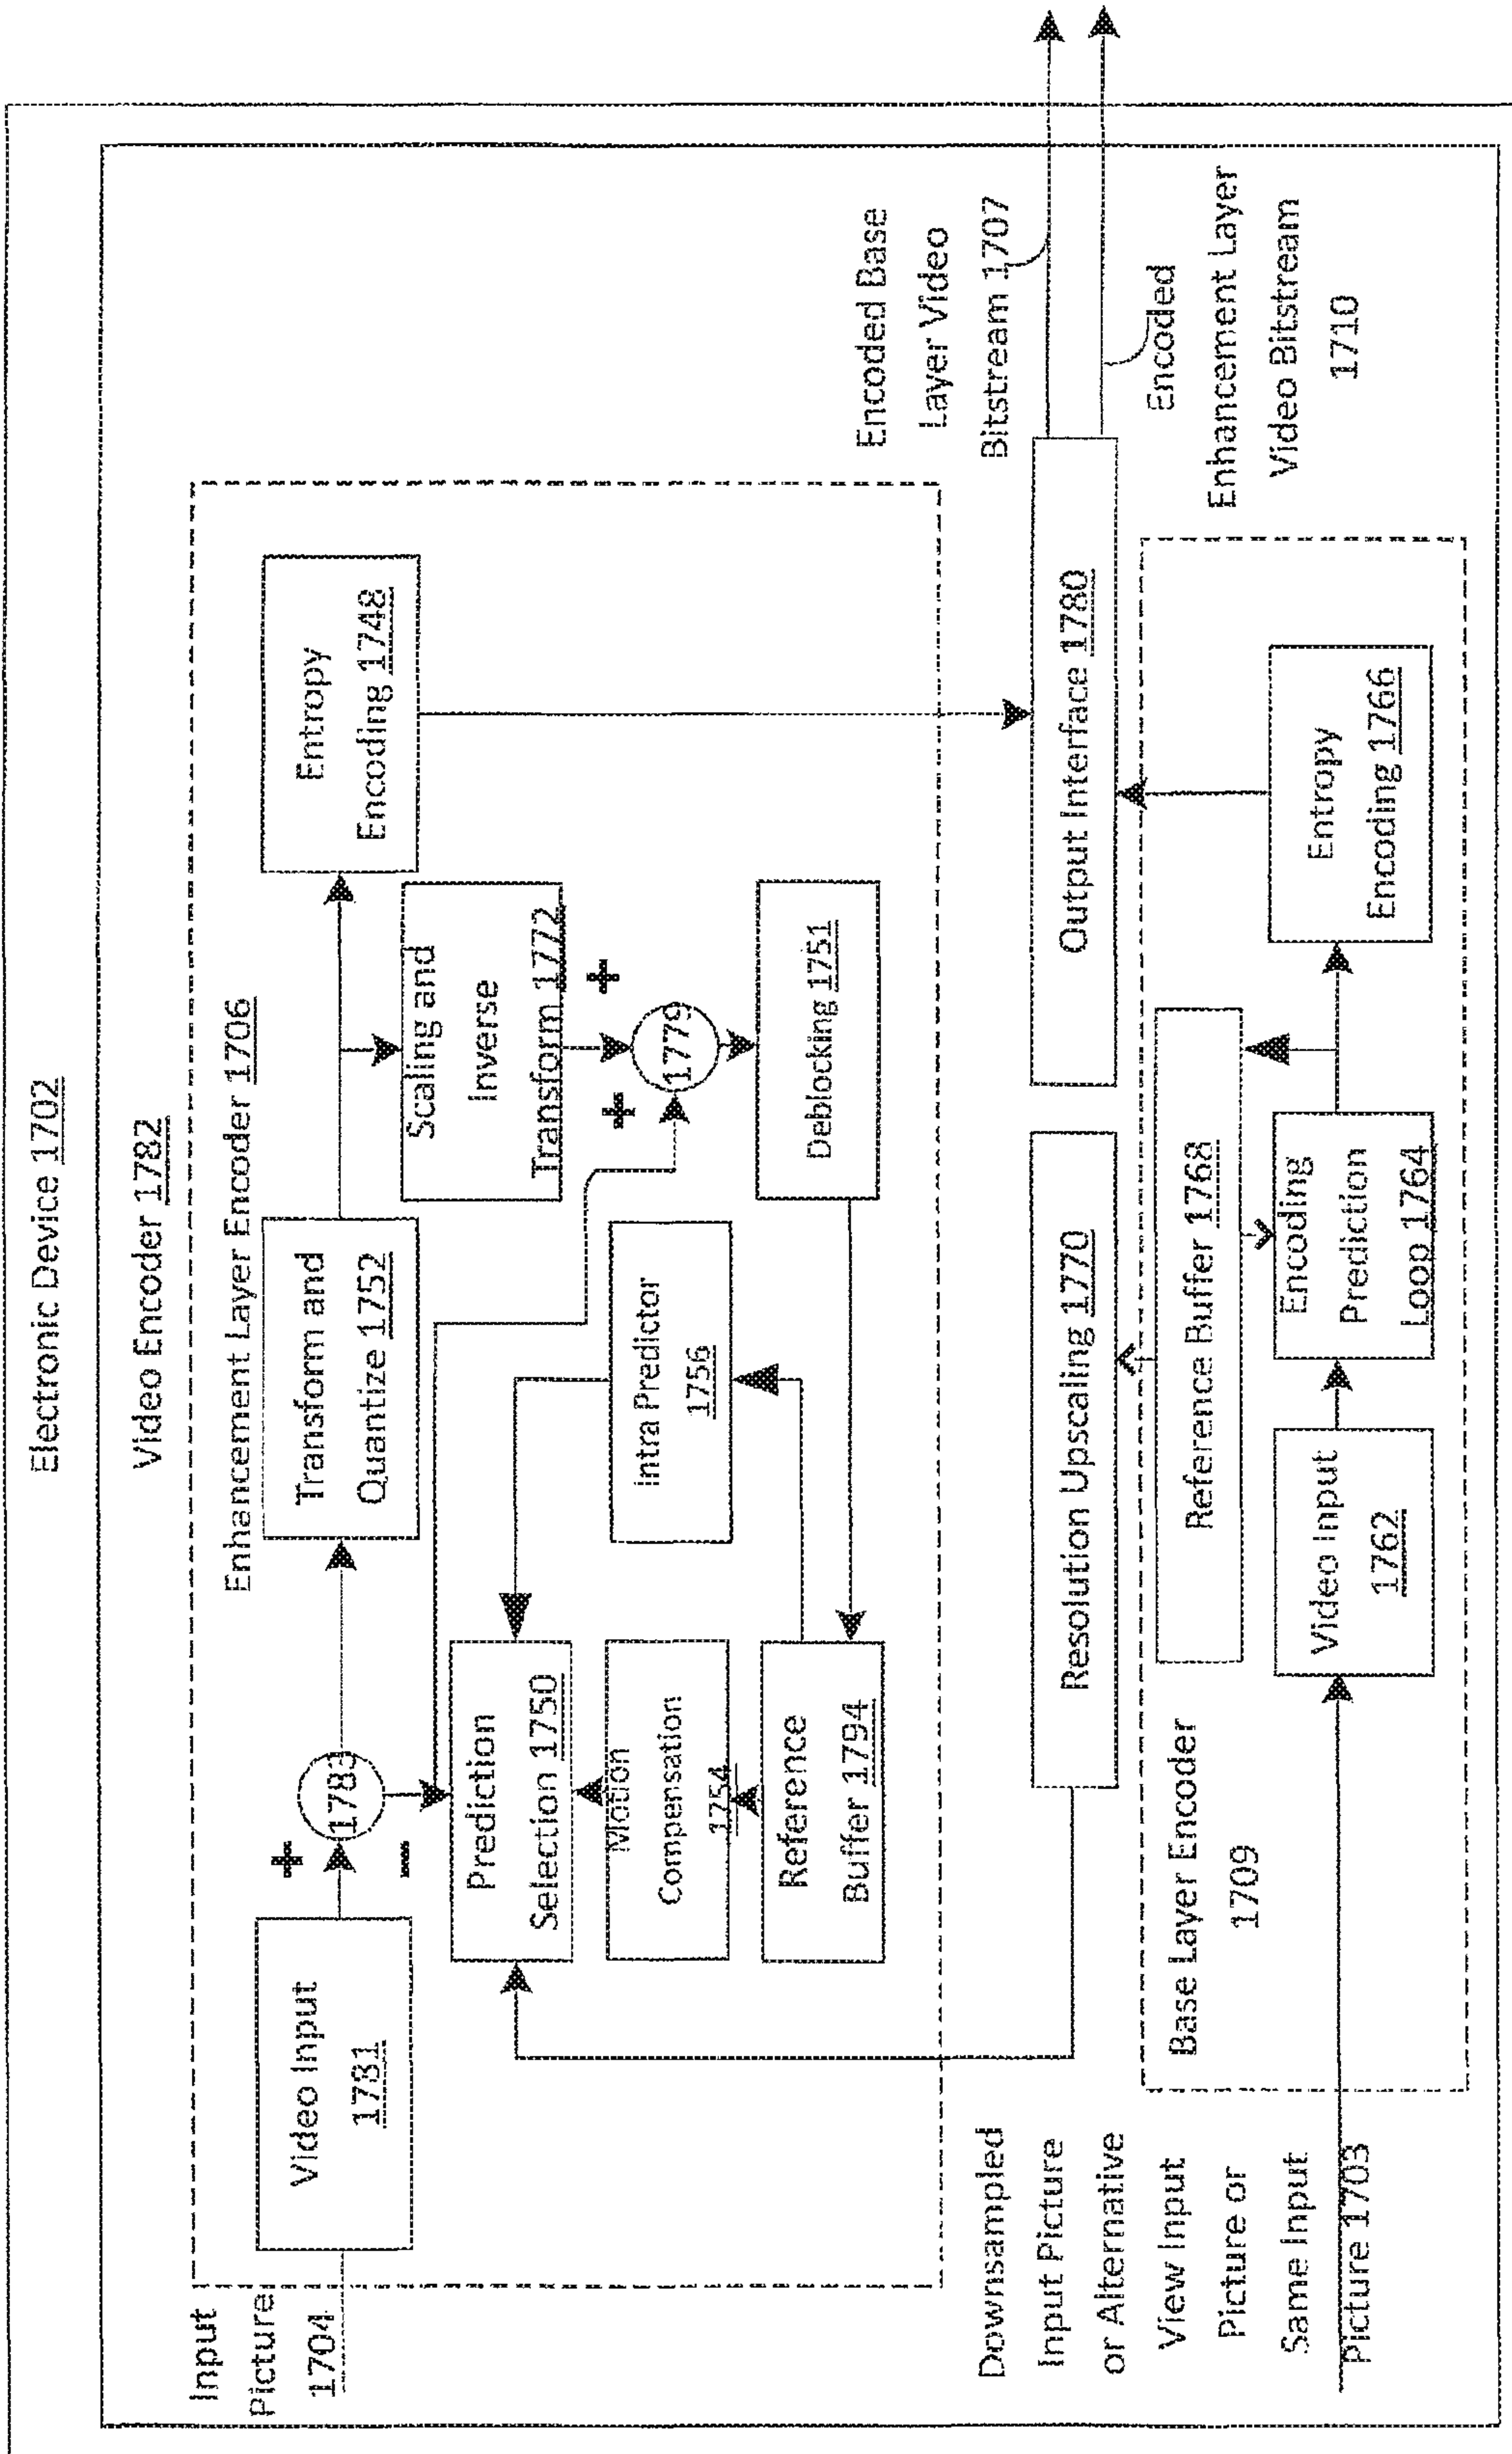 Electronic Device 1702
Video Encoder 1782
Enhancement Layer Encoder 1706
Input
Picture
1704
Video Input
1781
+
-
1783
Transform and
Quantize 1752
Entropy
Encoding 1748
Scaling and
Inverse
Transform 1772
+
+
1779
Deblocking 1751
Prediction
Selection 1750
Motion
Compensation
1754
Reference
Buffer 1794
Intra Predictor
1756
Encoded Base
Layer Video
Bitstream 1707
Encoded
Enhancement Layer
Video Bitstream
1710
Output Interface 1780
Resolution Upscaling 1770
Downsampled
Input Picture
or Alternative
View Input
Picture or
Same Input
Picture 1703
Base Layer Encoder
1709
Reference Buffer 1768
Video Input
1762
Encoding
Prediction
Loop 1764
Entropy
Encoding 1766